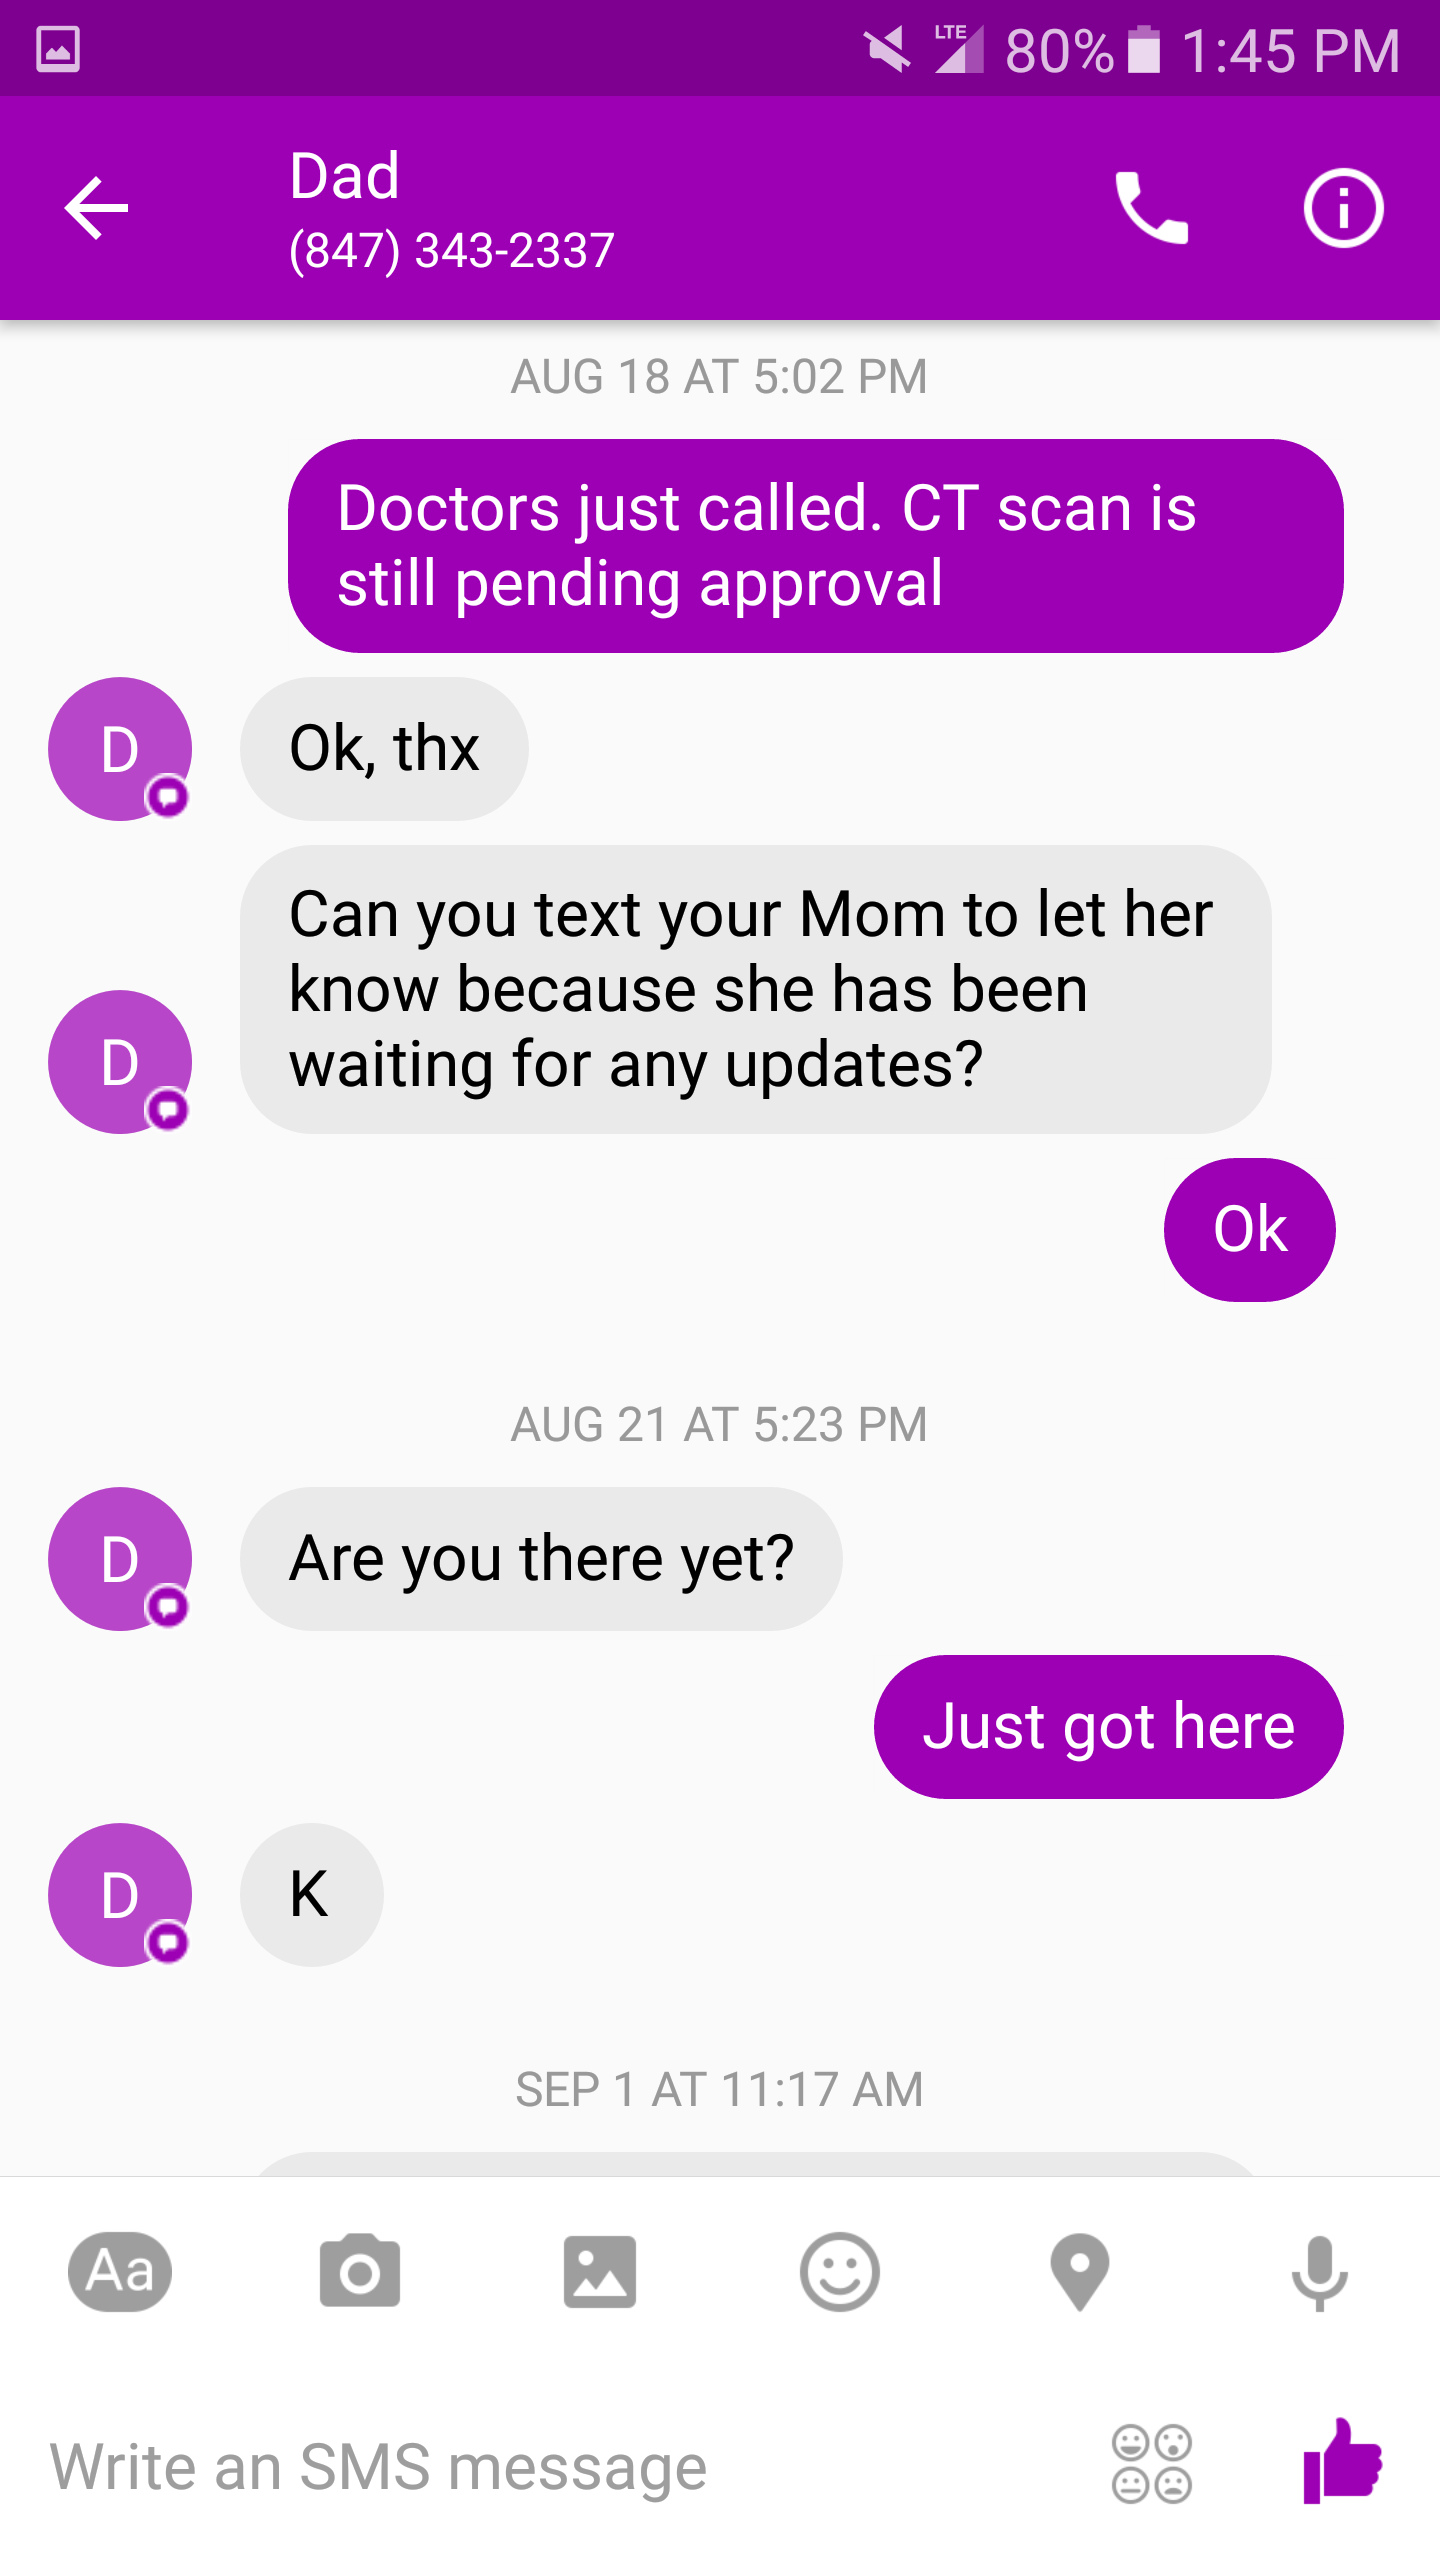 LTE 80% 1:45 PM
Dad
(847) 343-2337
AUG 18 AT 5:02 PM
Doctors just called. CT scan is
still pending approval
D
Ok, thx
Can you text your Mom to let her
know because she has been
waiting for any updates?
D
Ok
AUG 21 AT 5:23 PM
D
Are you there yet?
Just got here
D
K
SEP 1 AT 11:17 AM
Aa
Write an SMS message